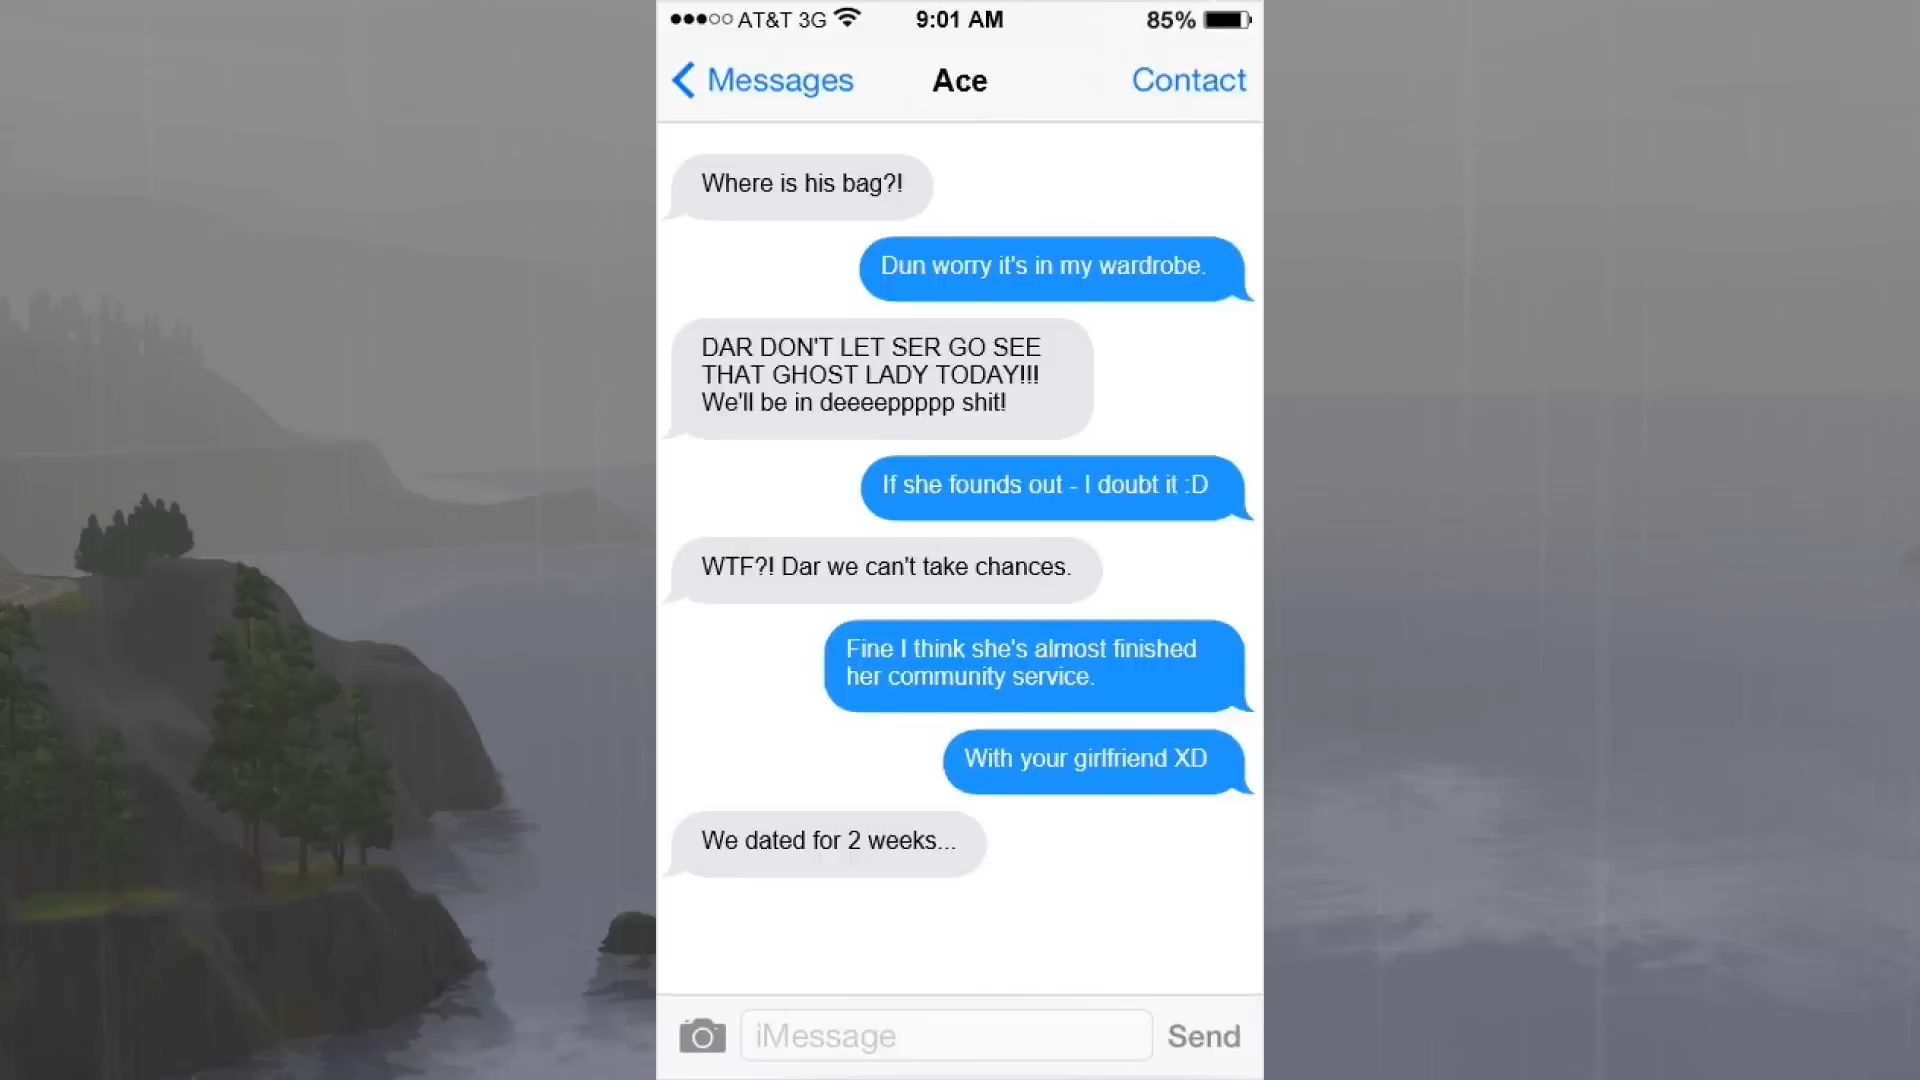 AT&T 3G 9:01 AM 85%
Messages Ace Contact
Where is his bag?!
Dun worry it's in my wardrobe.
DAR DON'T LET SER GO SEE
THAT GHOST LADY TODAY!!!
We'll be in deeeeppppp shit!
If she founds out - I doubt it :D
WTF?! Dar we can't take chances.
Fine I think she's almost finished
her community service.
With your girlfriend XD
We dated for 2 weeks...
iMessage Send